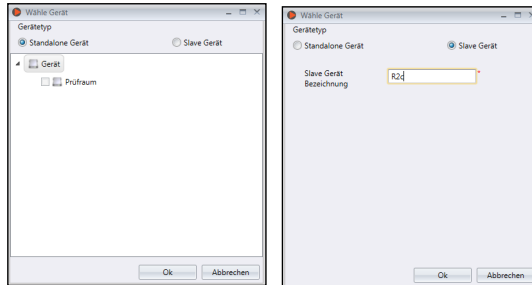 Wähle Gerät
Gerätetyp
Standalone Gerät
Slave Gerät
Gerät
Prüfraum
Ok
Abbrechen
Wähle Gerät
Gerätetyp
Standalone Gerät
Slave Gerät
Slave Gerät
Bezeichnung
R2c
*
Ok
Abbrechen